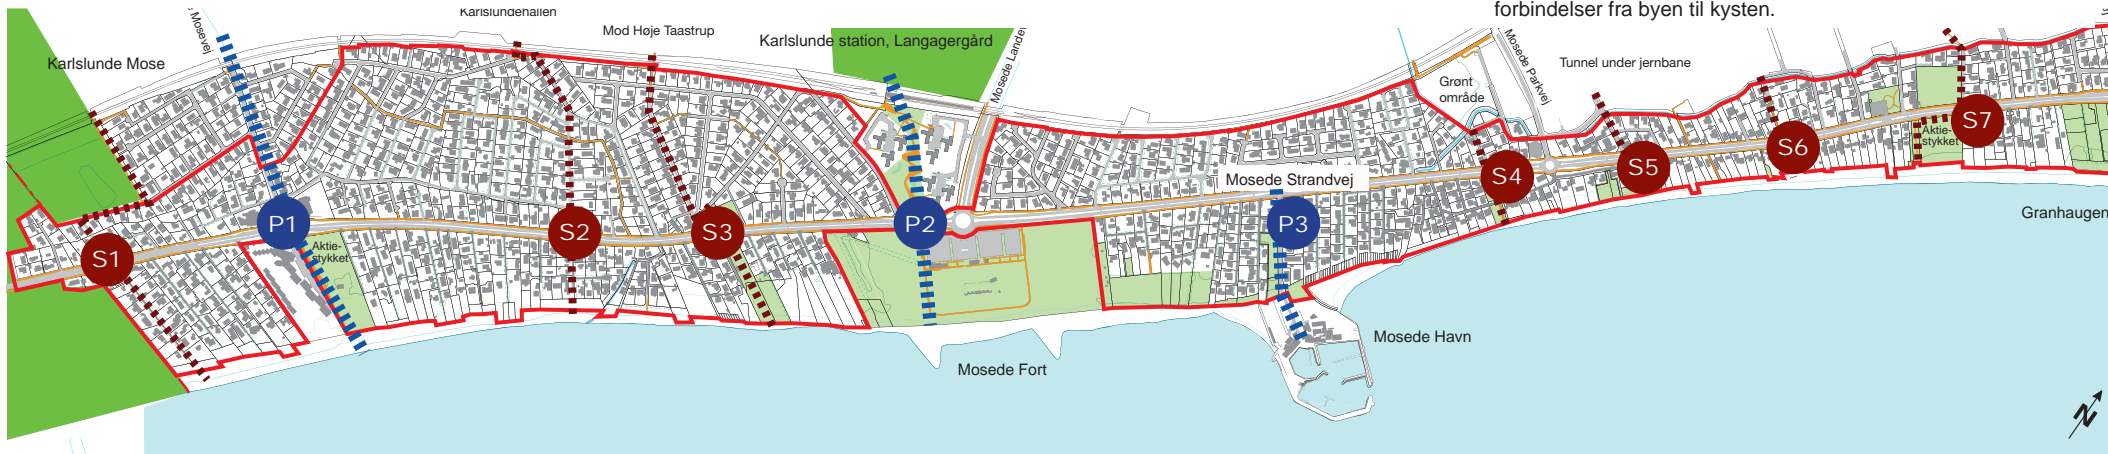 forbindelser fra byen til kysten.
Karlslundehallen
Mod Høje Taastrup
Karlslunde station, Langagergård
Karlslunde Mose
Mosevej
Mosede Lande
Mosede Parkvej
Grønt
område
Tunnel under jernbane
Aktie-
stykket
Mosede Strandvej
S1
P1
Aktie-
stykket
S2
S3
P2
P3
S4
S5
S6
S7
Granhaugen
Mosede Havn
Mosede Fort
N